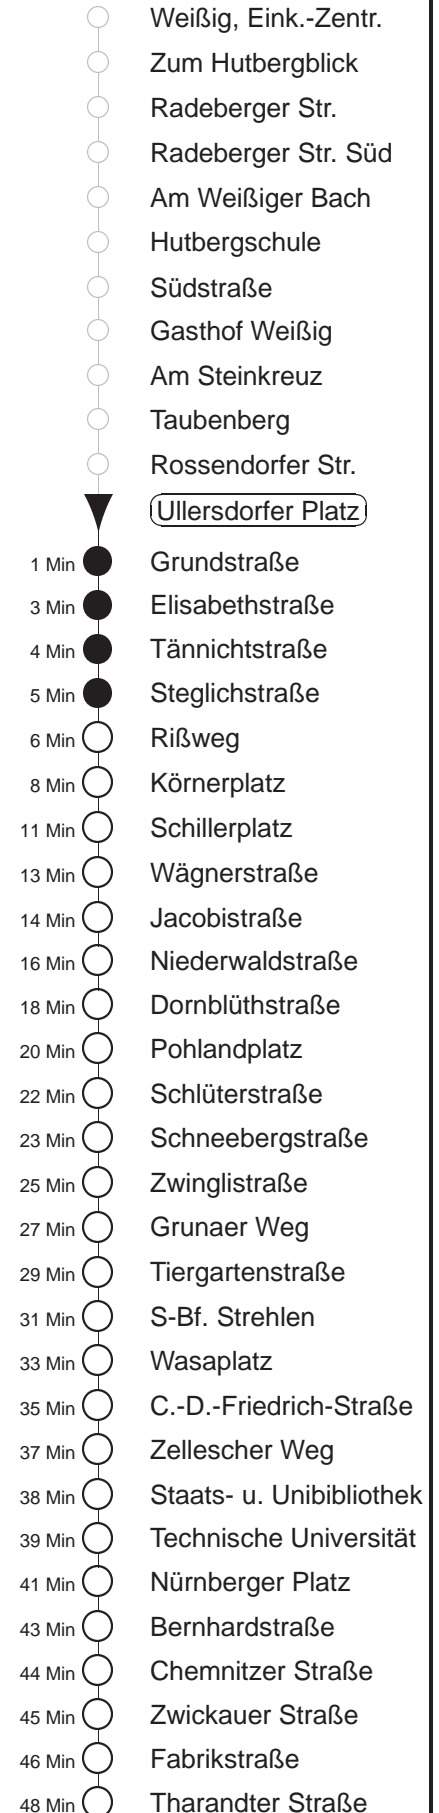 Weißig, Eink.-Zentr.
Zum Hutbergblick
Radeberger Str.
Radeberger Str. Süd
Am Weißiger Bach
Hutbergschule
Südstraße
Gasthof Weißig
Am Steinkreuz
Taubenberg
Rossendorfer Str.
Ullersdorfer Platz
1 Min Grundstraße
3 Min Elisabethstraße
4 Min Tännichtstraße
5 Min Steglichstraße
6 Min Rißweg
8 Min Körnerplatz
11 Min Schillerplatz
13 Min Wägnerstraße
14 Min Jacobistraße
16 Min Niederwaldstraße
18 Min Dornblüthstraße
20 Min Pohlandplatz
22 Min Schlüterstraße
23 Min Schneebergstraße
25 Min Zwinglistraße
27 Min Grunaer Weg
29 Min Tiergartenstraße
31 Min S-Bf. Strehlen
33 Min Wasaplatz
35 Min C.-D.-Friedrich-Straße
37 Min Zellescher Weg
38 Min Staats- u. Unibibliothek
39 Min Technische Universität
41 Min Nürnberger Platz
43 Min Bernhardstraße
44 Min Chemnitzer Straße
45 Min Zwickauer Straße
46 Min Fabrikstraße
48 Min Tharandter Straße